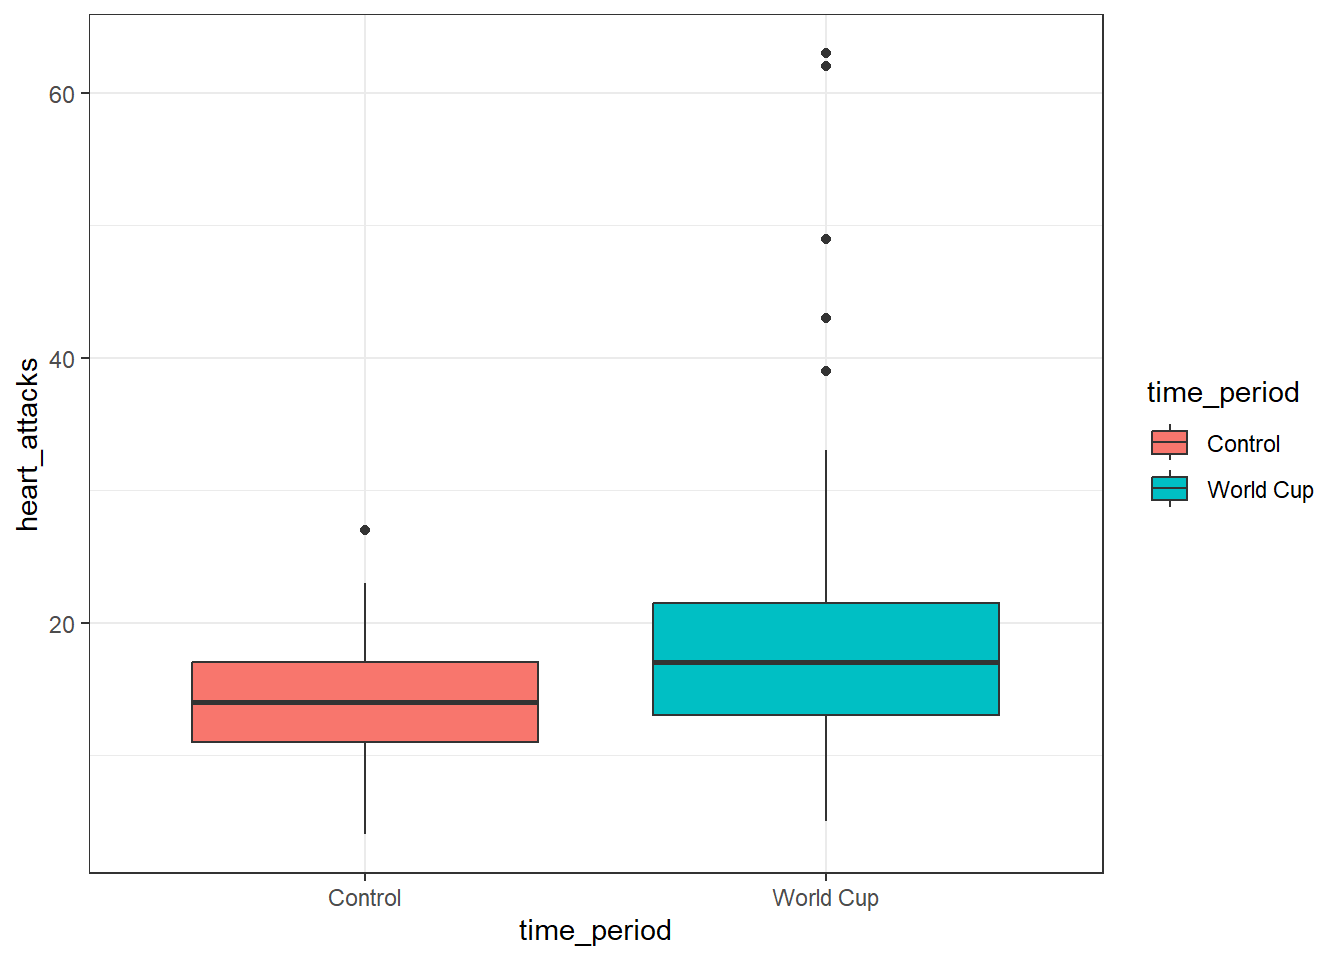 60
40
20
heart_attacks
Control
World Cup
time_period
time_period
Control
World Cup